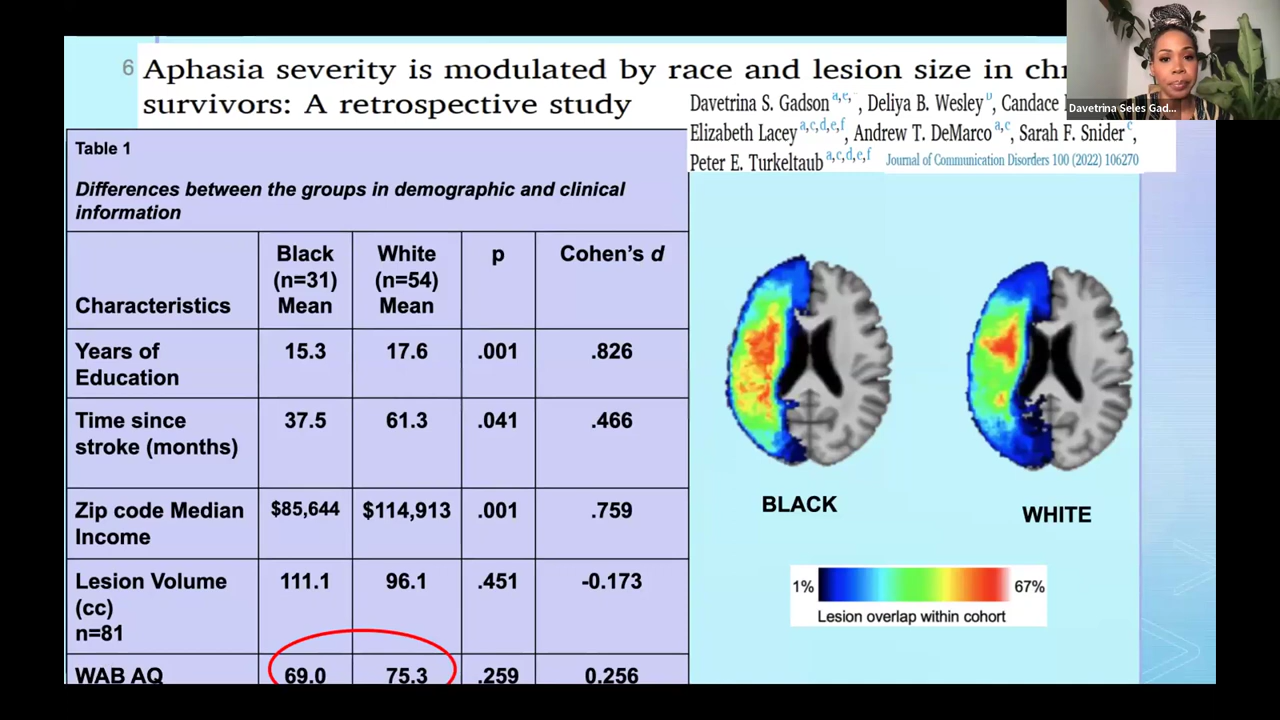 6
Aphasia severity is modulated by race and lesion size in
survivors: A retrospective study
Davetrina S. Gadson a,e, , Deliya B. Wesley b, Candace
Elizabeth Lacey a,c,d,e,f, Andrew T. DeMarco a,c, Sarah F. Snider c,
Peter E. Turkeltaub a,c,d,e,f Journal of Communication Disorders 100 (2022) 106270
Davetrina Seles Gad...
Table 1
Differences between the groups in demographic and clinical
information
Characteristics
Black
(n=31)
Mean
White
(n=54)
Mean
p
Cohen's d
Years of
Education
15.3
17.6
.001
.826
Time since
stroke (months)
37.5
61.3
.041
.466
Zip code Median
Income
$85,644
$114,913
.001
.759
Lesion Volume
(cc)
n=81
111.1
96.1
.451
-0.173
WAB AQ
69.0
75.3
.259
0.256
BLACK
WHITE
1%
67%
Lesion overlap within cohort